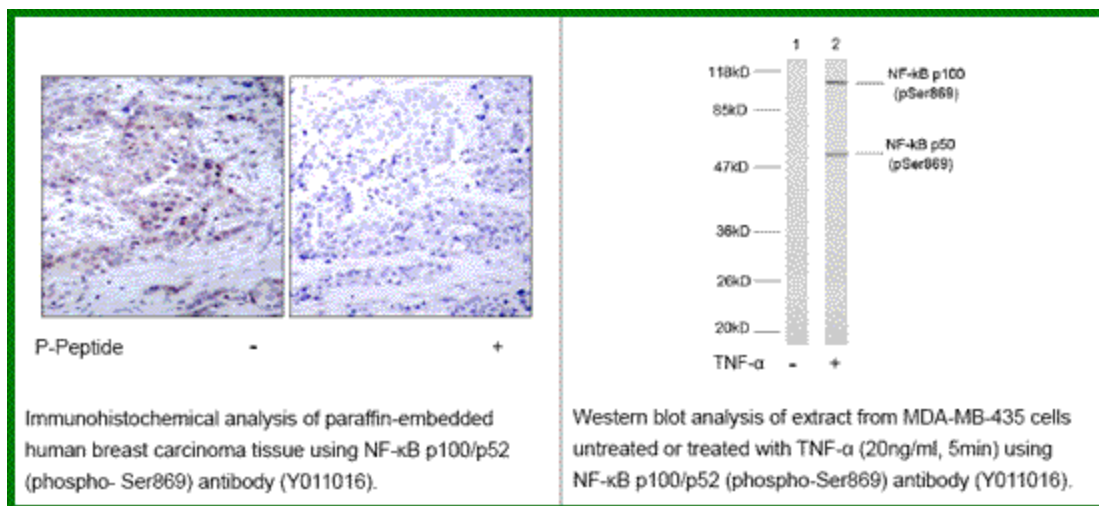 P-Peptide - +
Immunohistochemical analysis of paraffin-embedded
human breast carcinoma tissue using NF-κB p100/p52
(phospho- Ser869) antibody (Y011016).
1 2
118kD
NF-kB p100
(pSer869)
85kD
NF-kB p50
(pSer869)
47kD
36kD
26kD
20kD
TNF-α - +
Western blot analysis of extract from MDA-MB-435 cells
untreated or treated with TNF-α (20ng/ml, 5min) using
NF-κB p100/p52 (phospho-Ser869) antibody (Y011016).